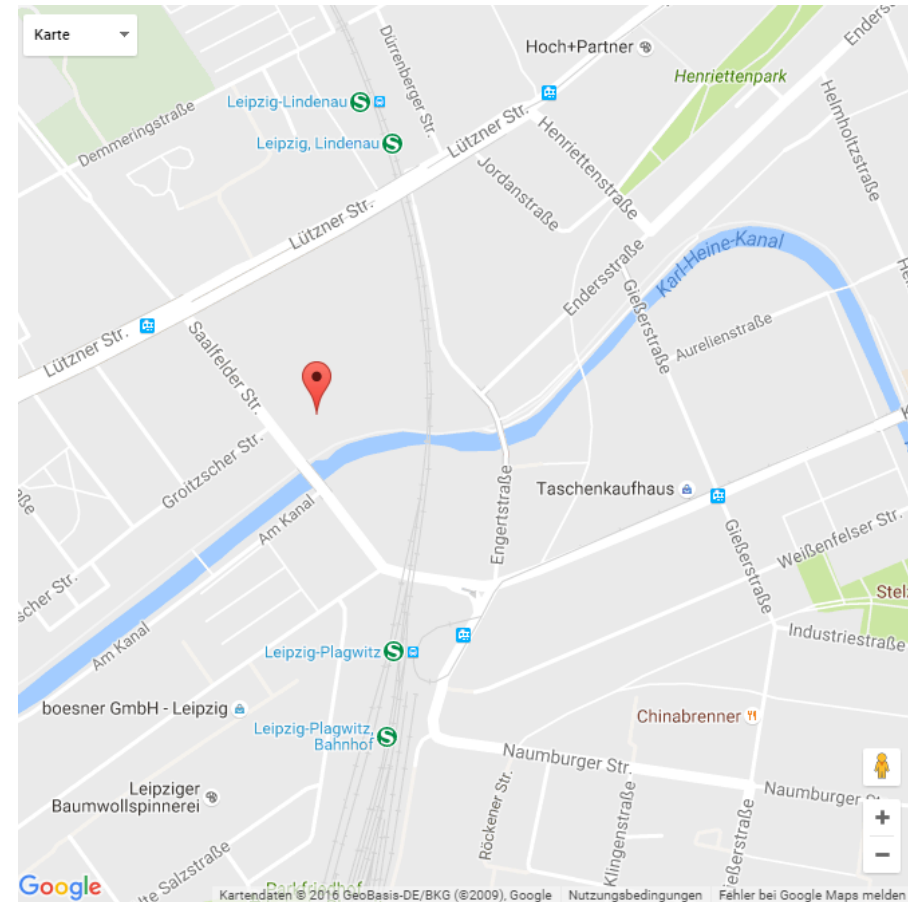 Karte
Dürrenberger Str.
Hoch+Partner
Henriettenpark
Leipzig-Lindenau
Demmeringstraße
Leipzig, Lindenau
Lützner Str.
Henriettenstraße
Helmholtzstraße
Jordanstraße
Lützner Str.
Karl-Heine-Kanal
Endersstraße
Gießerstraße
Aurelienstraße
Lützner Str.
Saalfelder Str.
Groitzscher Str.
Taschenkaufhaus
Am Kanal
Engertstraße
Gießerstraße
Weißenfelser Str.
Am Kanal
Industriestraße
Leipzig-Plagwitz
boesner GmbH - Leipzig
Chinabrenner
Leipzig-Plagwitz,
Bahnhof
Naumburger Str.
Leipziger
Baumwollspinnerei
Röckener Str.
Klingenstraße
Naumburger
Google
Kartendaten © 2016 GeoBasis-DE/BKG (©2009), Google
Nutzungsbedingungen
Fehler bei Google Maps melden